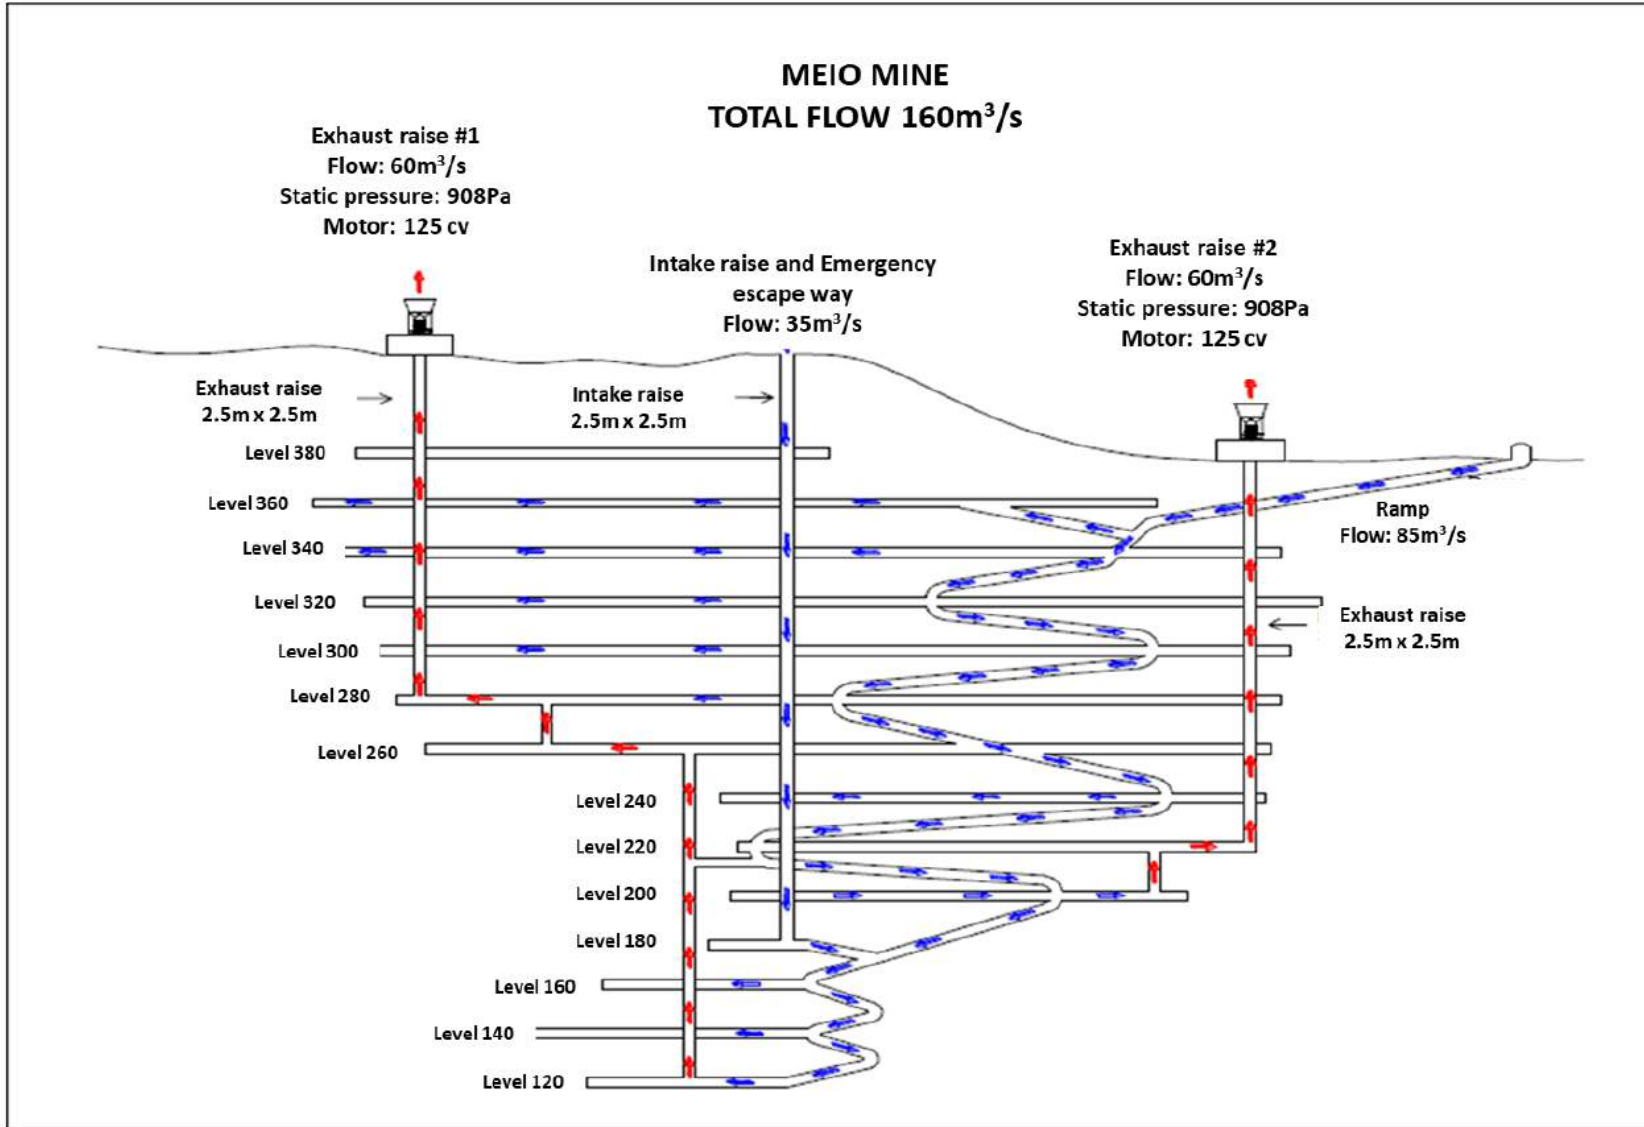 MEIO MINE
TOTAL FLOW 160m³/s
Exhaust raise #1
Flow: 60m³/s
Static pressure: 908Pa
Motor: 125 cv
Intake raise and Emergency
escape way
Flow: 35m³/s
Exhaust raise #2
Flow: 60m³/s
Static pressure: 908Pa
Motor: 125 cv
Exhaust raise
2.5m x 2.5m
Intake raise
2.5m x 2.5m
Level 380
Level 360
Ramp
Flow: 85m³/s
Level 340
Level 320
Exhaust raise
2.5m x 2.5m
Level 300
Level 280
Level 260
Level 240
Level 220
Level 200
Level 180
Level 160
Level 140
Level 120